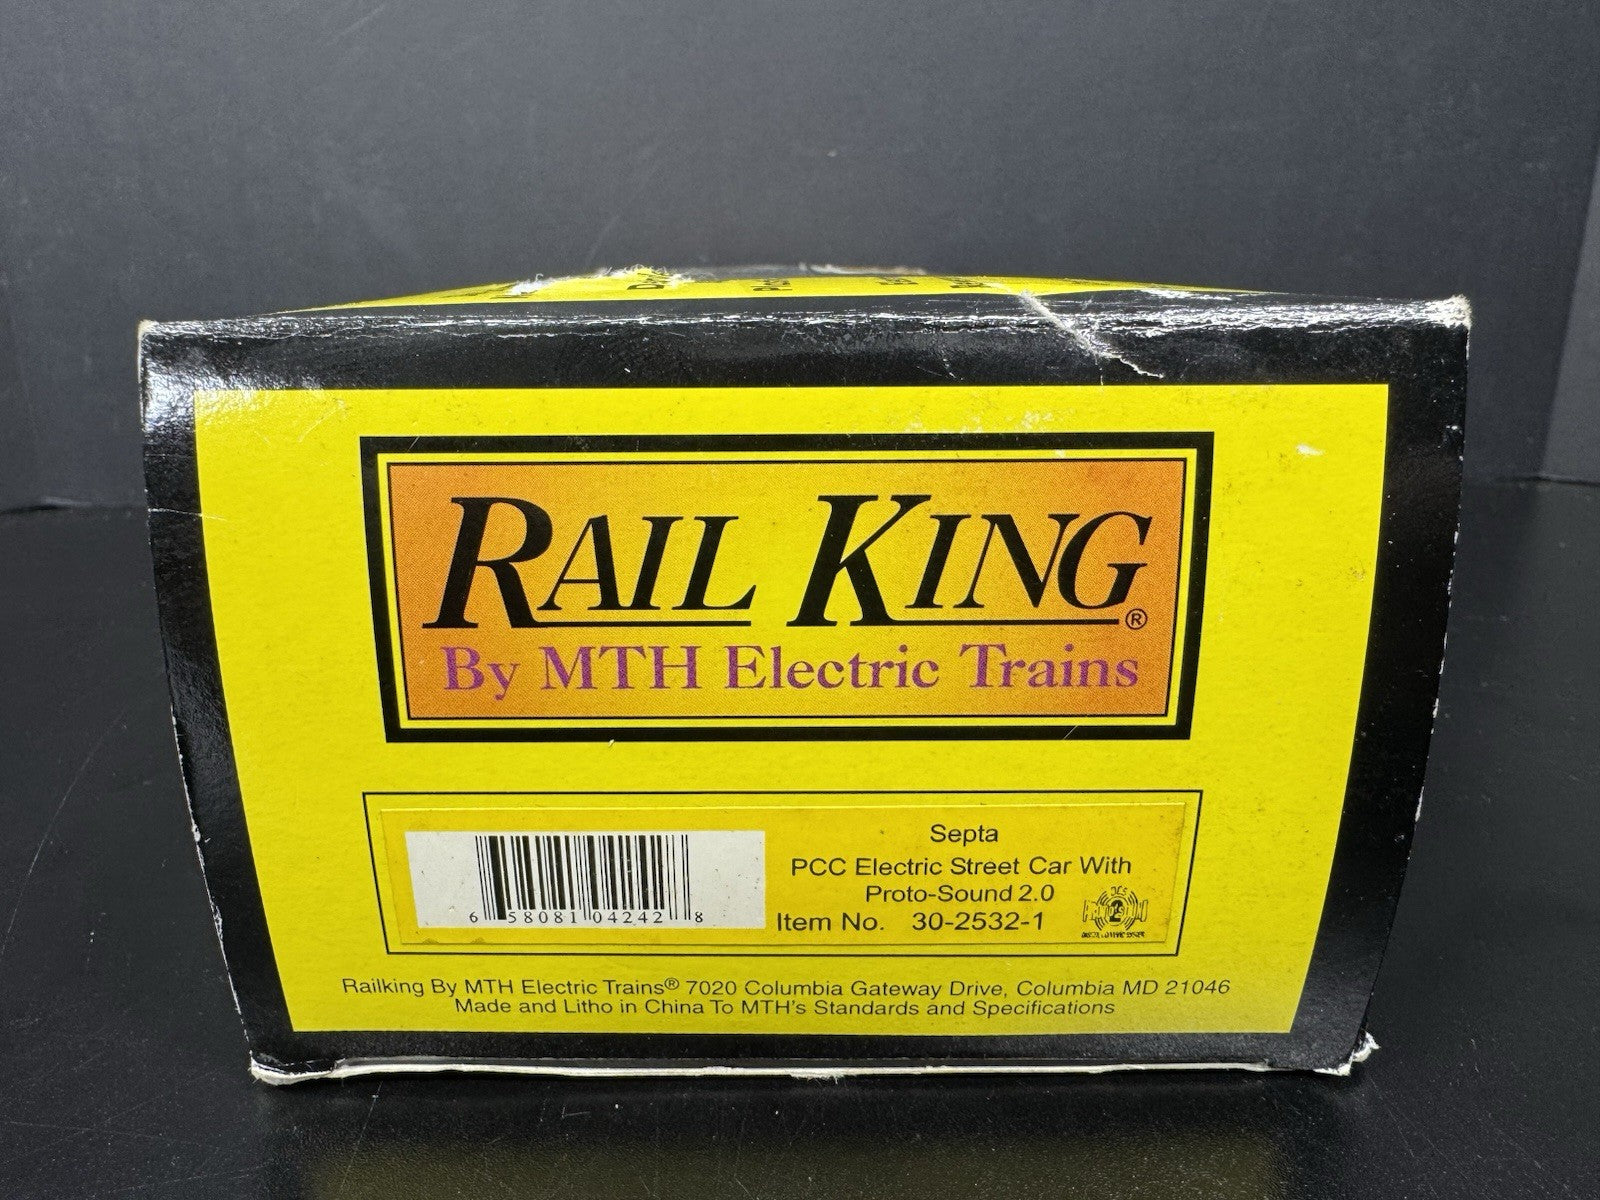 RAIL KING®
By MTH Electric Trains
Septa
PCC Electric Street Car With
Proto-Sound 2.0
Item No. 30-2532-1
6 58081 04242 8
Railking By MTH Electric Trains® 7020 Columbia Gateway Drive, Columbia MD 21046
Made and Litho in China To MTH's Standards and Specifications